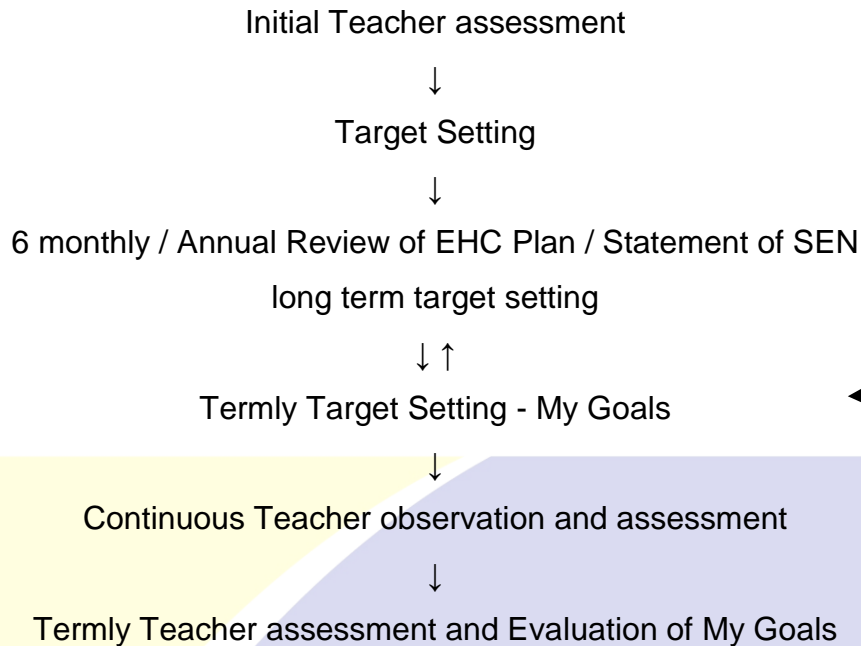 Initial Teacher assessment
↓
Target Setting
↓
6 monthly / Annual Review of EHC Plan / Statement of SEN
long term target setting
↓ ↑
Termly Target Setting - My Goals
↓
Continuous Teacher observation and assessment
↓
Termly Teacher assessment and Evaluation of My Goals